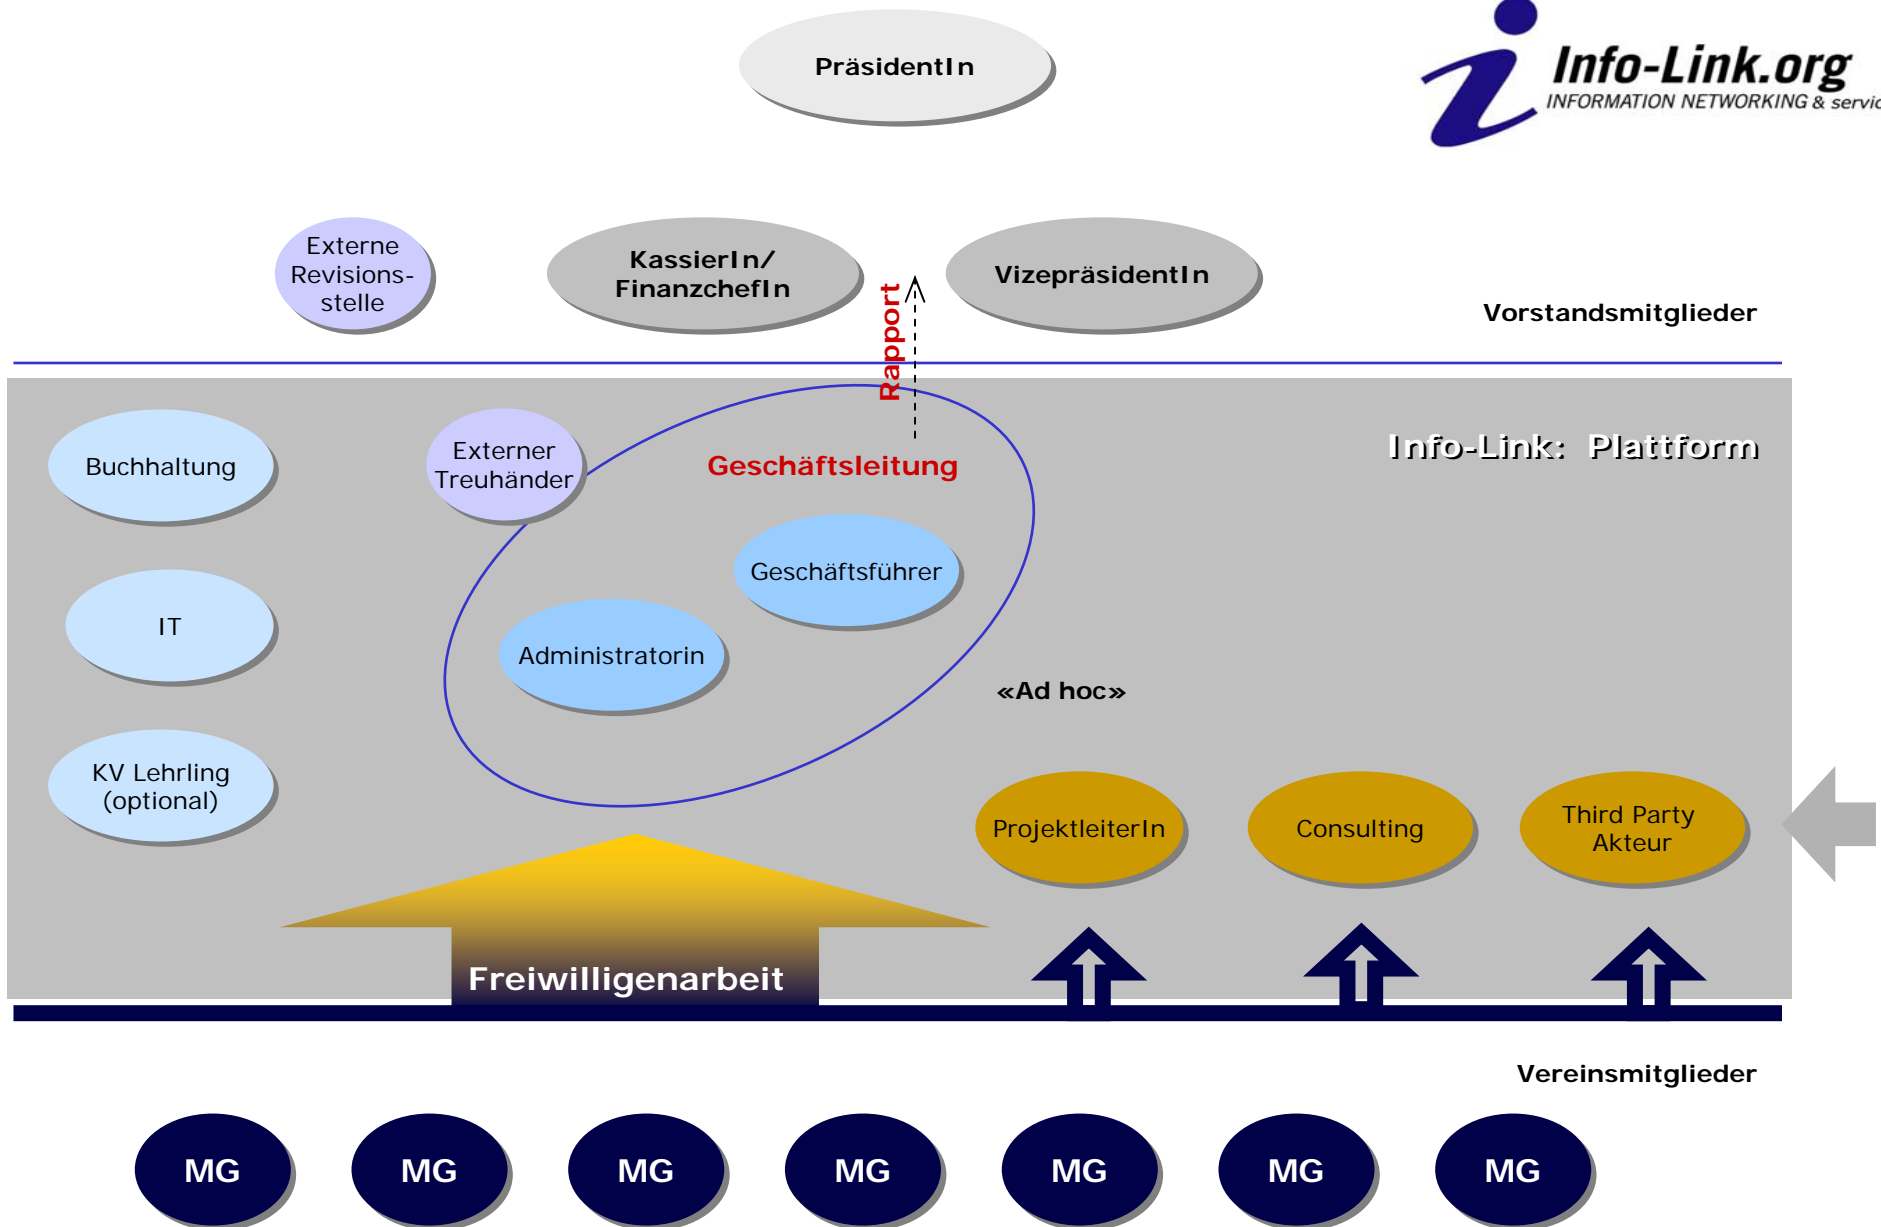 PräsidentIn
Info-Link.org
INFORMATION NETWORKING & servic
Externe
Revisions-
stelle
KassierIn/
FinanzchefIn
VizepräsidentIn
Vorstandsmitglieder
Rapport
Buchhaltung
Externer
Treuhänder
Geschäftsleitung
Info-Link: Plattform
Geschäftsführer
IT
Administratorin
«Ad hoc»
KV Lehrling
(optional)
ProjektleiterIn
Consulting
Third Party
Akteur
Freiwilligenarbeit
Vereinsmitglieder
MG MG MG MG MG MG MG